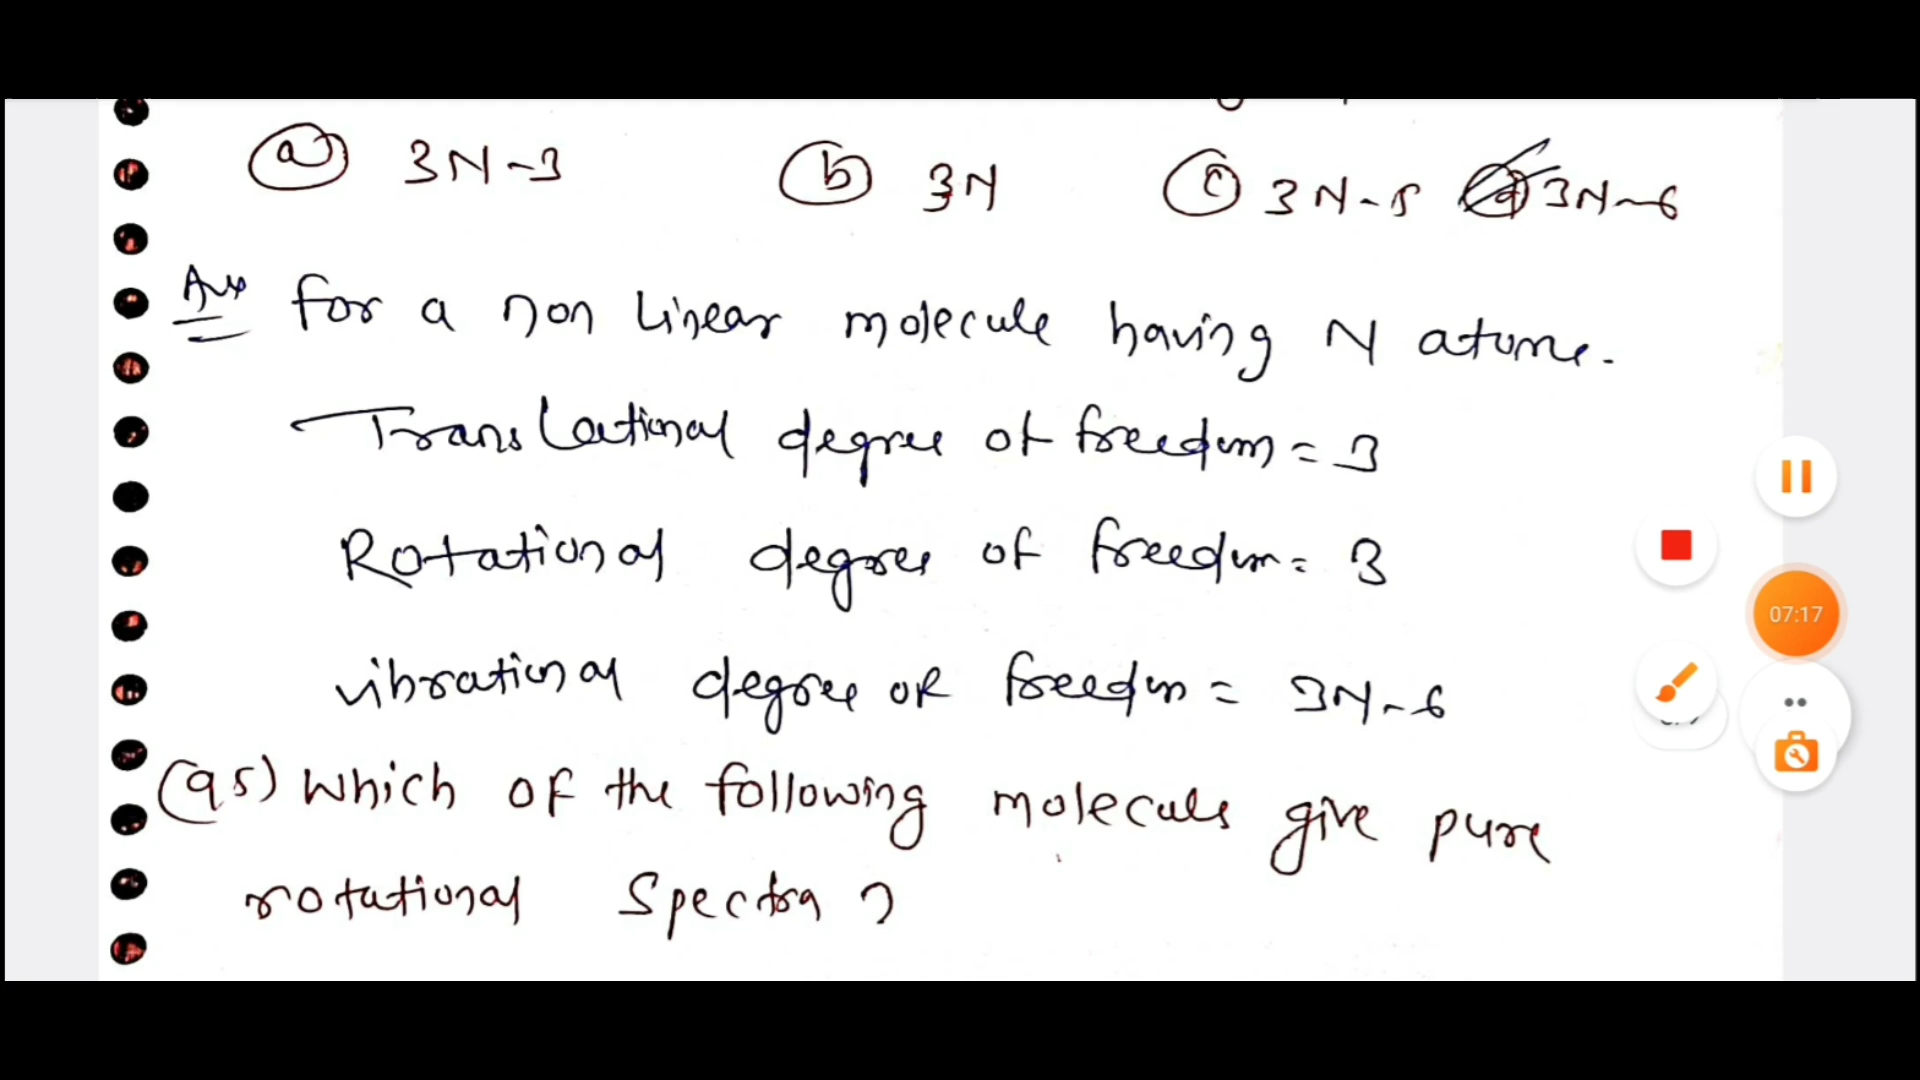 (a) 3N-3 (b) 3N (c) 3N-5 (d) 3N-6
Ans for a non Linear molecule having N atoms.
Translational degree of freedom = 3
Rotational degree of freedom = 3
vibrational degree of freedom = 3N-6
(95) Which of the following molecules give pure
rotational Spectra ?
07:17